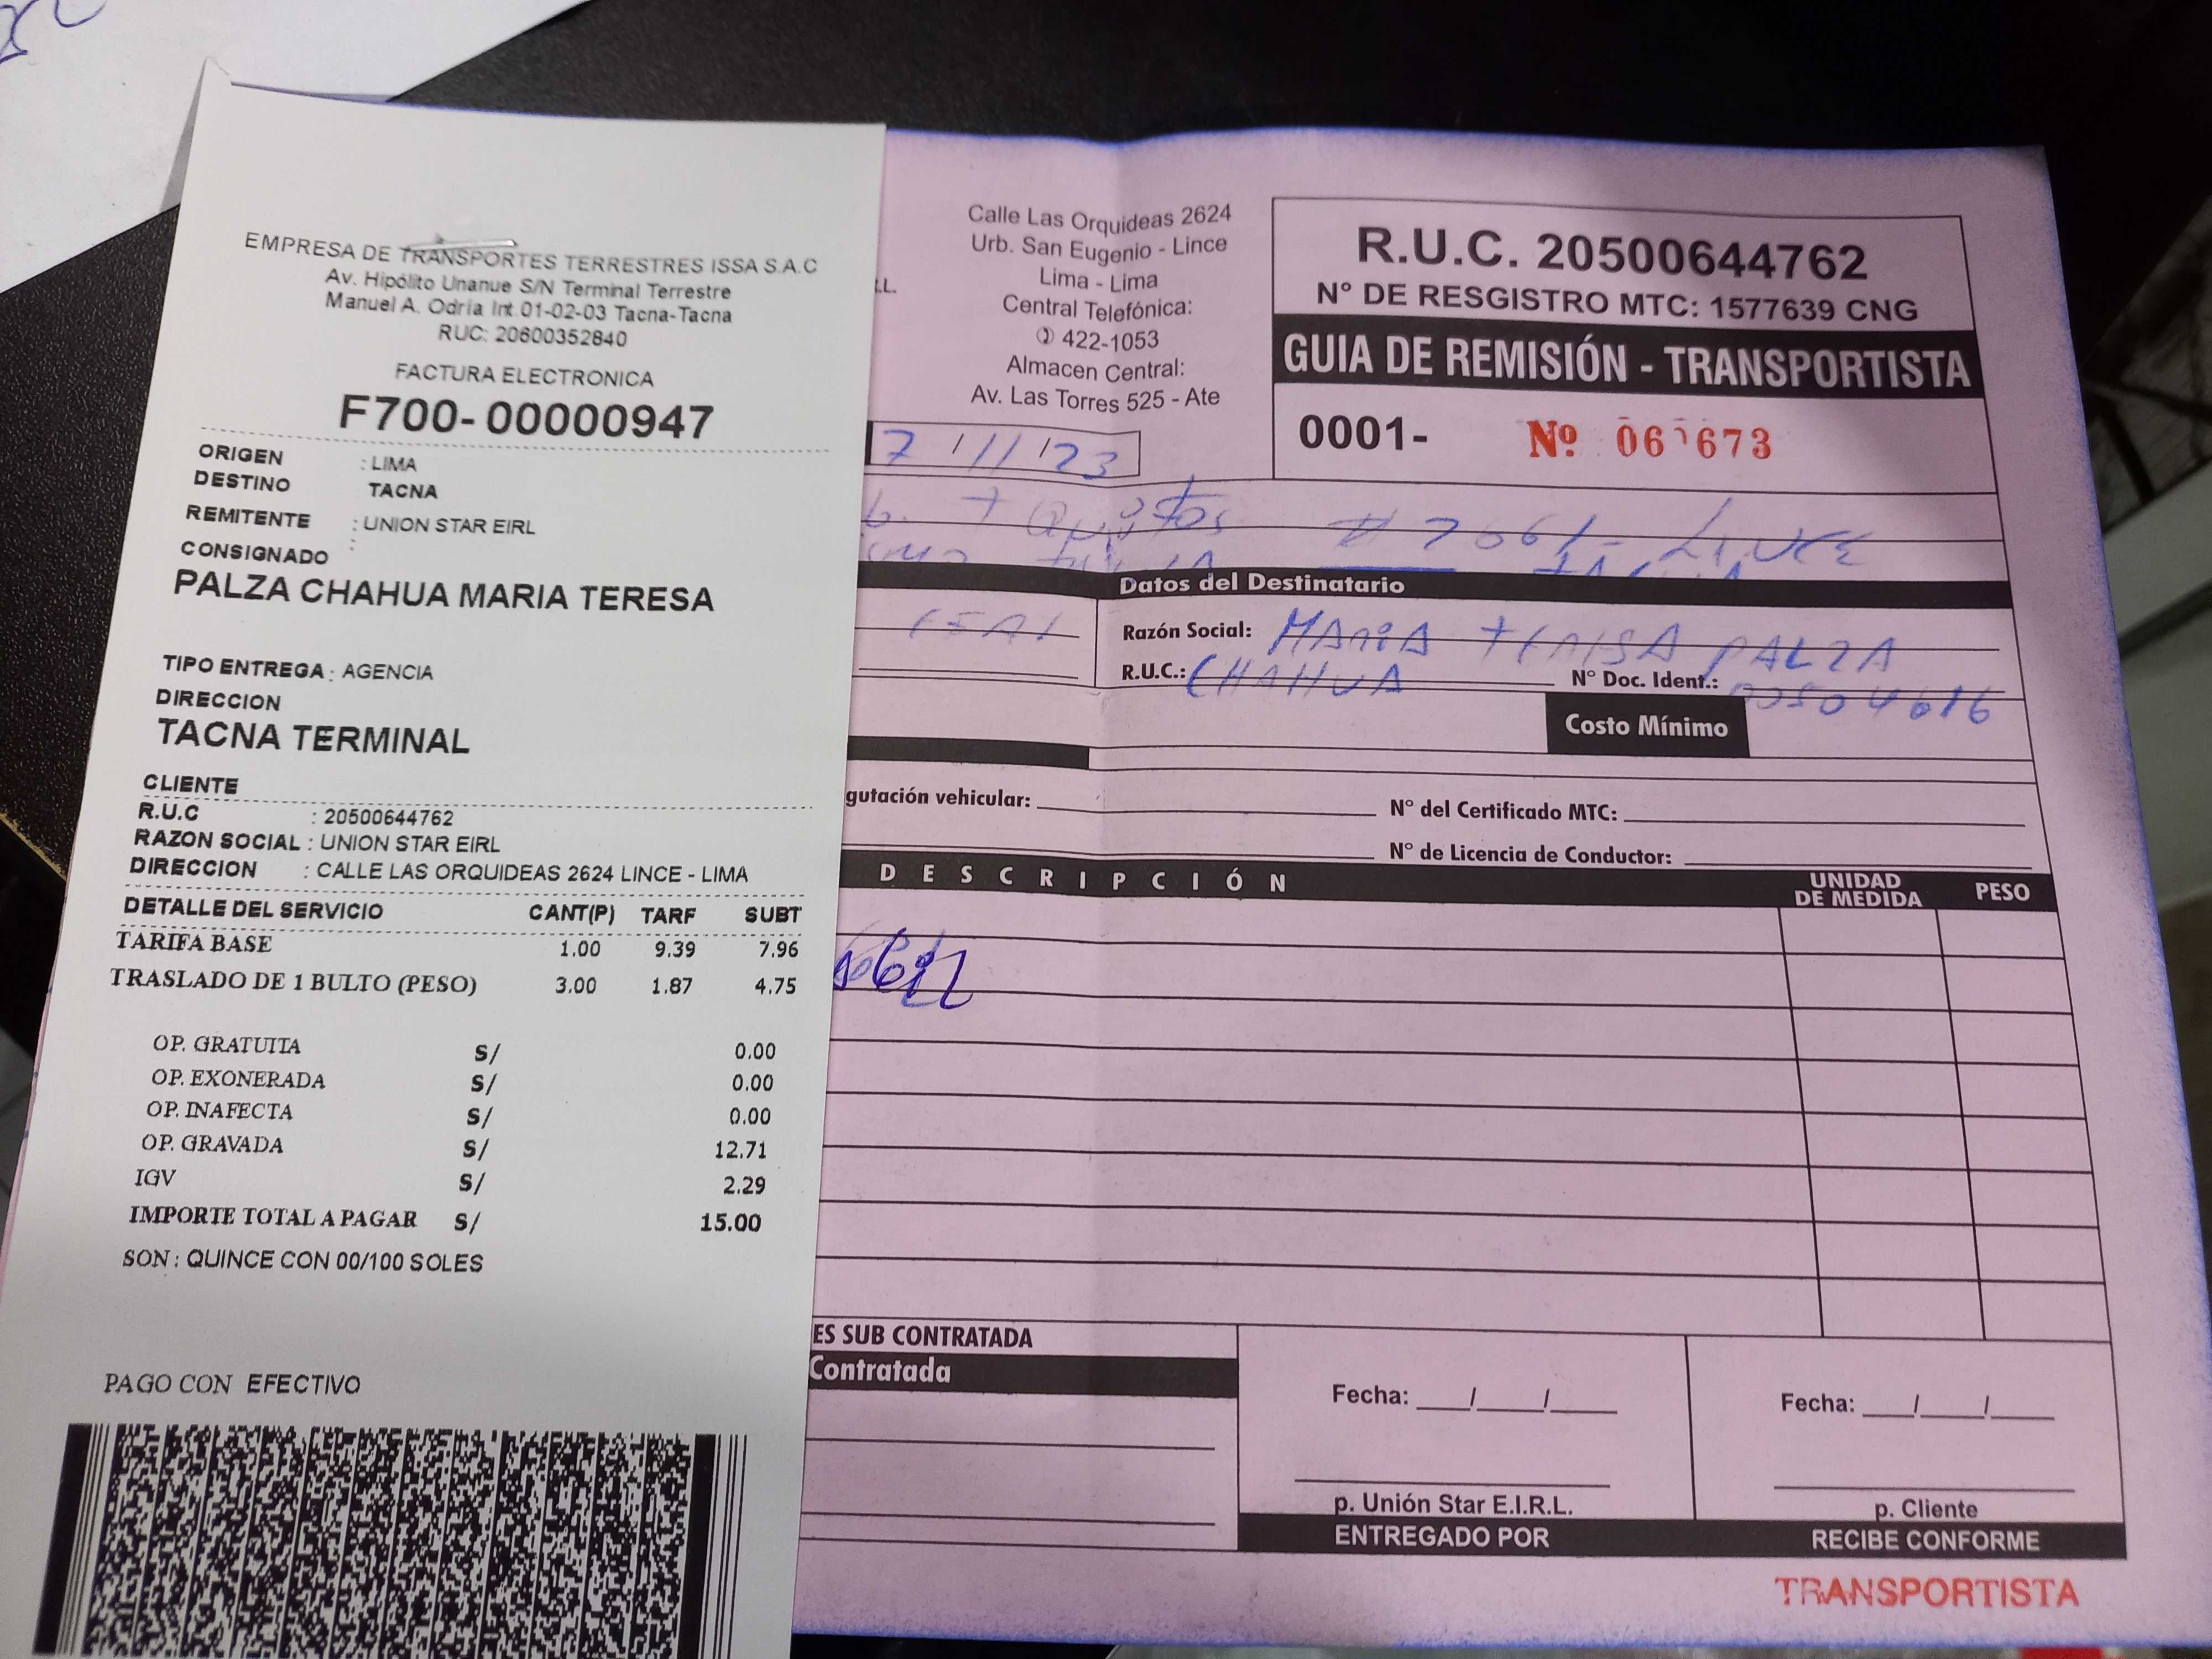 EMPRESA DE TRANSPORTES TERRESTRES ISSA S.A.C
Av. Hipólito Unanue S/N Terminal Terrestre
Manuel A. Odria Int.01-02-03 Tacna-Tacna
RUC: 20600352840
FACTURA ELECTRONICA
F700-00000947
ORIGEN : LIMA
DESTINO TACNA
REMITENTE : UNION STAR EIRL
CONSIGNADO :
PALZA CHAHUA MARIA TERESA
TIPO ENTREGA : AGENCIA
DIRECCION
TACNA TERMINAL
CLIENTE
R.U.C : 20500644762
RAZON SOCIAL : UNION STAR EIRL
DIRECCION : CALLE LAS ORQUIDEAS 2624 LINCE - LIMA
DETALLE DEL SERVICIO CANT(P) TARF SUBT
TARIFA BASE 1.00 9.39 7.96
TRASLADO DE 1 BULTO (PESO) 3.00 1.87 4.75
OP. GRATUITA S/ 0.00
OP. EXONERADA S/ 0.00
OP. INAFECTA S/ 0.00
OP. GRAVADA S/ 12.71
IGV S/ 2.29
IMPORTE TOTAL A PAGAR S/ 15.00
SON : QUINCE CON 00/100 SOLES
PAGO CON EFECTIVO
.L.
Calle Las Orquideas 2624
Urb. San Eugenio - Lince
Lima - Lima
Central Telefónica:
422-1053
Almacen Central:
Av. Las Torres 525 - Ate
R.U.C. 20500644762
N° DE RESGISTRO MTC: 1577639 CNG
GUIA DE REMISIÓN - TRANSPORTISTA
0001- Nº
7 /11/23
Datos del Destinatario
Razón Social: MARIA TERESA PALZA
R.U.C.: CHAHUA N° Doc. Ident.: 00504616
Costo Mínimo
gutación vehicular: N° del Certificado MTC:
N° de Licencia de Conductor:
DESCRIPCIÓN UNIDAD DE MEDIDA PESO
ES SUB CONTRATADA
Contratada
Fecha: / / Fecha: / /
p. Unión Star E.I.R.L. p. Cliente
ENTREGADO POR RECIBE CONFORME
TRANSPORTISTA